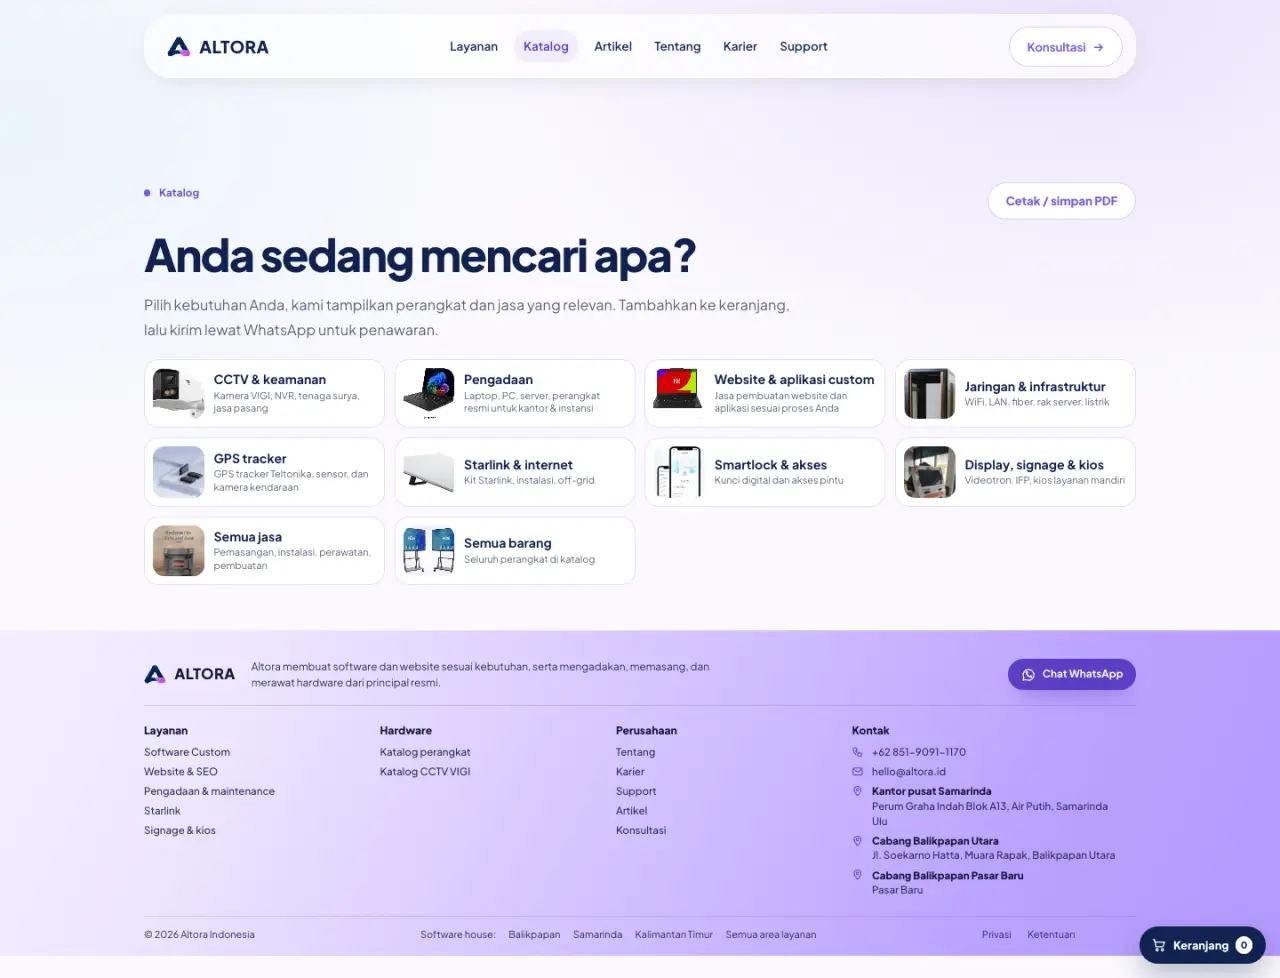 ALTORA
Layanan
Katalog
Artikel
Tentang
Karier
Support
Konsultasi
Katalog
Cetak / simpan PDF
Anda sedang mencari apa?
Pilih kebutuhan Anda, kami tampilkan perangkat dan jasa yang relevan. Tambahkan ke keranjang,
lalu kirim lewat WhatsApp untuk penawaran.
CCTV & keamanan
Kamera VIGI, NVR, tenaga surya,
jasa pasang
Pengadaan
Laptop, PC, server, perangkat
resmi untuk kantor & instansi
Website & aplikasi custom
Jasa pembuatan website dan
aplikasi sesuai proses Anda
Jaringan & infrastruktur
WiFi, LAN, fiber, rak server, listrik
GPS tracker
GPS tracker Teltonika, sensor, dan
kamera kendaraan
Starlink & internet
Kit Starlink, instalasi, off-grid
Smartlock & akses
Kunci digital dan akses pintu
Display, signage & kios
Videotron, IFP, kios layanan mandiri
Semua jasa
Pemasangan, instalasi, perawatan,
pembuatan
Semua barang
Seluruh perangkat di katalog
ALTORA
Altora membuat software dan website sesuai kebutuhan, serta mengadakan, memasang, dan
merawat hardware dari principal resmi.
Chat WhatsApp
Layanan
Software Custom
Website & SEO
Pengadaan & maintenance
Starlink
Signage & kios
Hardware
Katalog perangkat
Katalog CCTV VIGI
Perusahaan
Tentang
Karier
Support
Artikel
Konsultasi
Kontak
+62 851-9091-1170
hello@altora.id
Kantor pusat Samarinda
Perum Graha Indah Blok A13, Air Putih, Samarinda
Ulu
Cabang Balikpapan Utara
Jl. Soekarno Hatta, Muara Rapak, Balikpapan Utara
Cabang Balikpapan Pasar Baru
Pasar Baru
© 2026 Altora Indonesia
Software house:
Balikpapan
Samarinda
Kalimantan Timur
Semua area layanan
Privasi
Ketentuan
Keranjang 0